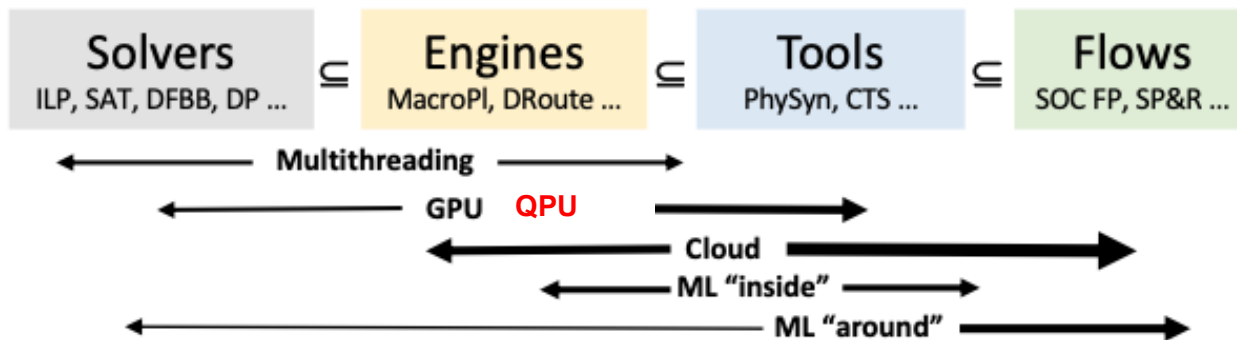 Solvers ⊆ Engines ⊆ Tools ⊆ Flows
ILP, SAT, DFBB, DP ... MacroPl, DRoute ... PhySyn, CTS ... SOC FP, SP&R ...
Multithreading
GPU QPU
Cloud
ML “inside”
ML “around”